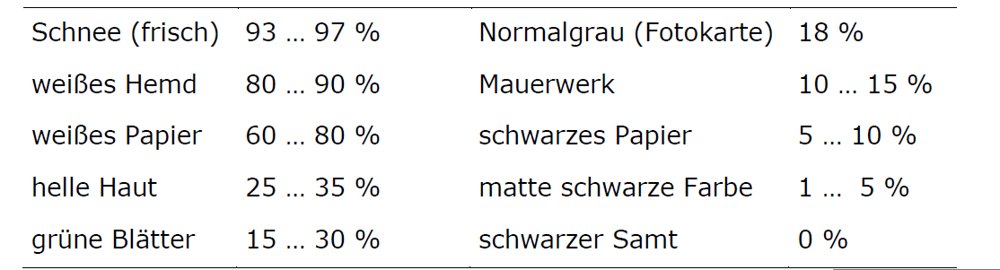 Schnee (frisch) 93 … 97 % Normalgrau (Fotokarte) 18 %
weißes Hemd 80 … 90 % Mauerwerk 10 … 15 %
weißes Papier 60 … 80 % schwarzes Papier 5 … 10 %
helle Haut 25 … 35 % matte schwarze Farbe 1 … 5 %
grüne Blätter 15 … 30 % schwarzer Samt 0 %